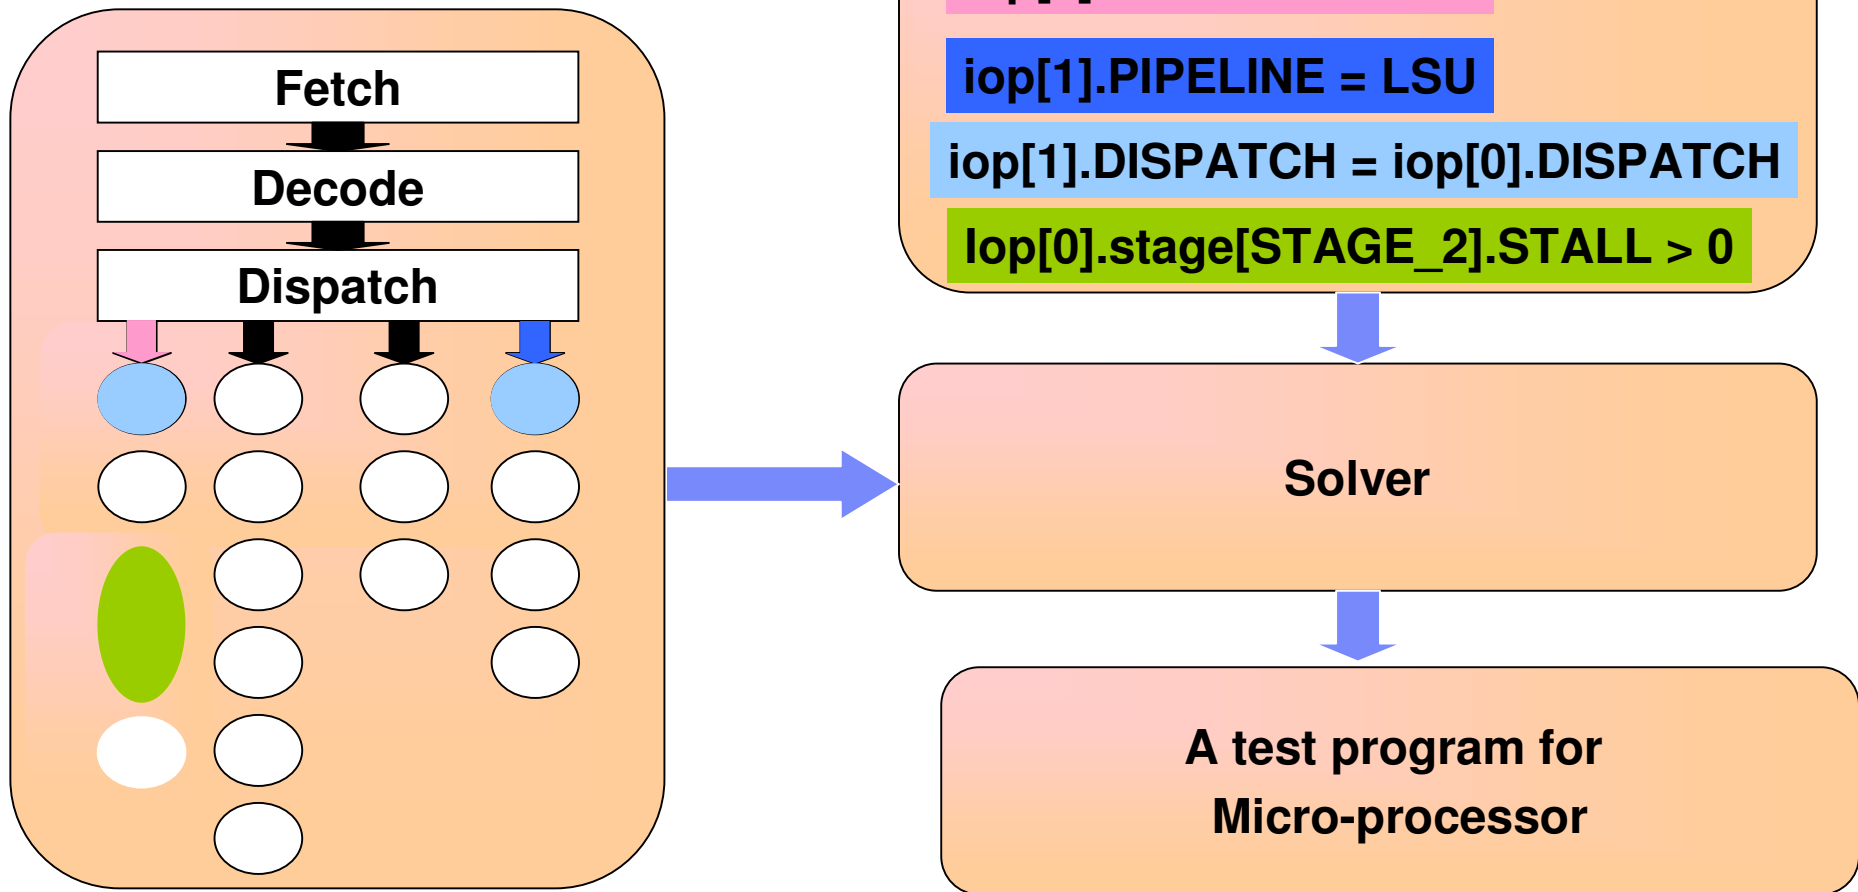 Fetch
Decode
Dispatch
iop[1].PIPELINE = LSU
iop[1].DISPATCH = iop[0].DISPATCH
Iop[0].stage[STAGE_2].STALL > 0
Solver
A test program for
Micro-processor